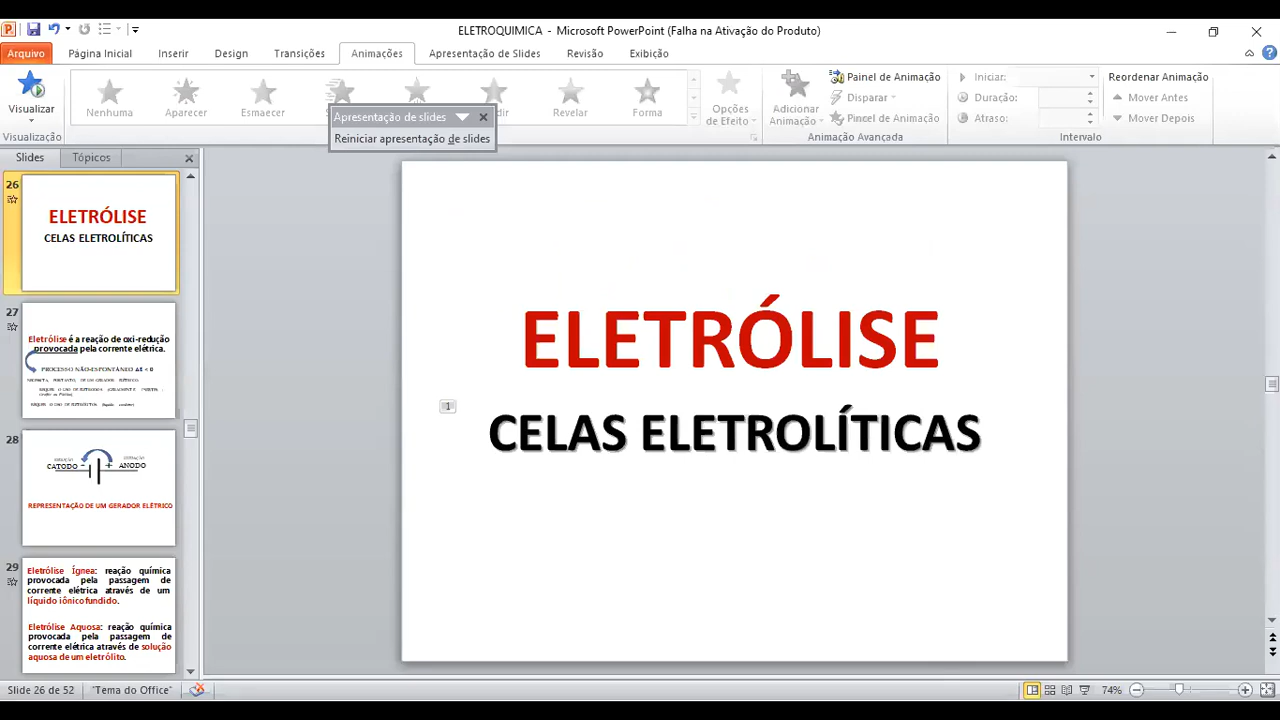 ELETROQUIMICA - Microsoft PowerPoint (Falha na Ativação do Produto)
Arquivo Página Inicial Inserir Design Transições Animações Apresentação de Slides Revisão Exibição
Visualizar
Visualização
Nenhuma Aparecer Esmaecer Revelar Forma
Opções de Efeito
Adicionar Animação
Painel de Animação
Disparar
Pincel de Animação
Animação Avançada
Iniciar:
Duração:
Atraso:
Reordenar Animação
Mover Antes
Mover Depois
Intervalo
Apresentação de slides
Reiniciar apresentação de slides
Slides Tópicos
26
ELETRÓLISE
CELAS ELETROLÍTICAS
27
Eletrólise é a reação de oxi-redução
provocada pela corrente elétrica.
PROCESSO NÃO-ESPONTÂNEO ΔE < 0
28
CATODO - + ANODO
REPRESENTAÇÃO DE UM GERADOR ELÉTRICO
29
Eletrólise Ígnea: reação química
provocada pela passagem de
corrente elétrica através de um
líquido iônico fundido.
Eletrólise Aquosa: reação química
provocada pela passagem de
corrente elétrica através de solução
aquosa de um eletrólito.
1
ELETRÓLISE
CELAS ELETROLÍTICAS
Slide 26 de 52 "Tema do Office" 74%